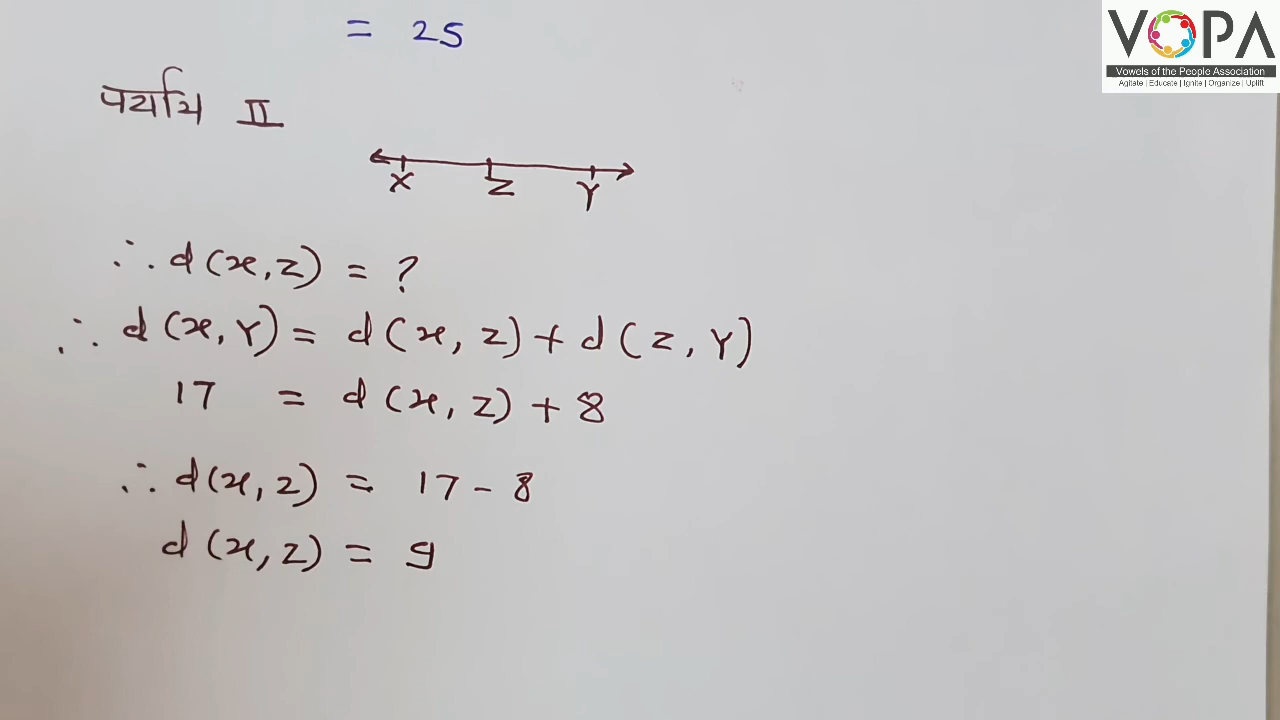 = 25
VOPA
Vowels of the People Association
Agitate | Educate | Ignite | Organize | Uplift
पर्याय II
X Z Y
∴ d(x,z) = ?
∴ d(x, Y) = d(x, z) + d(z, Y)
17 = d(x, z) + 8
∴ d(x, z) = 17 - 8
d(x, z) = 9